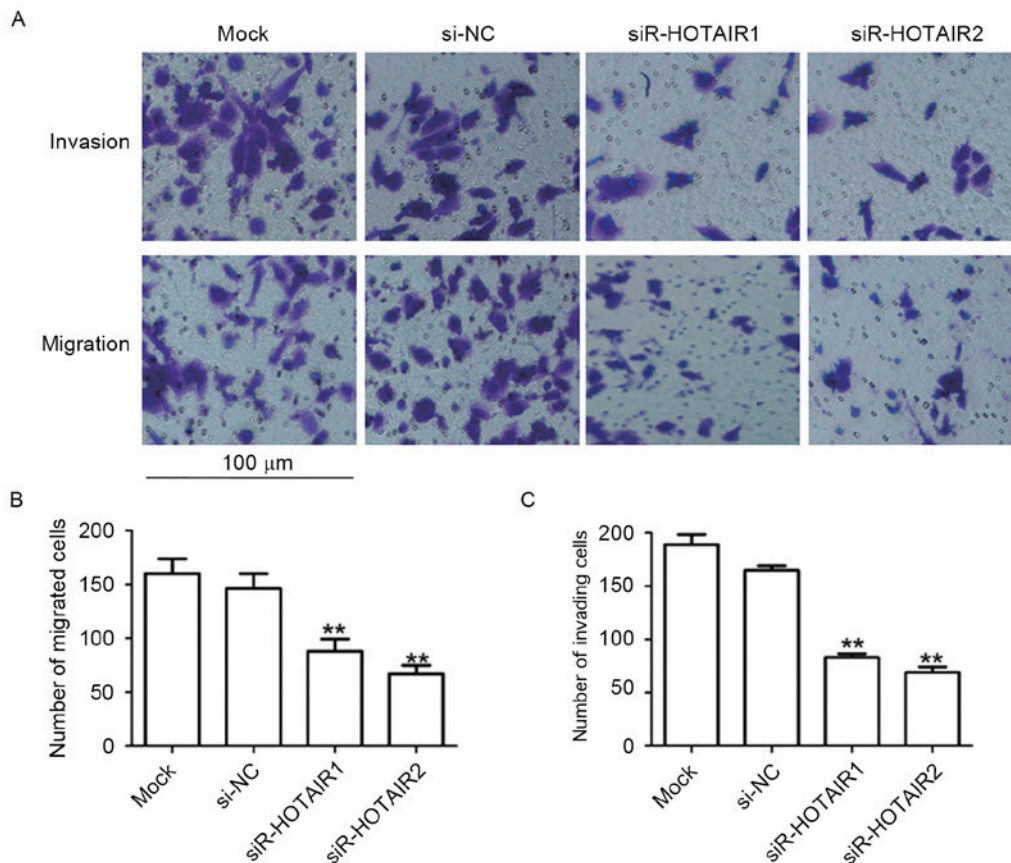 A
Mock si-NC siR-HOTAIR1 siR-HOTAIR2
Invasion
Migration
100 μm
B
Number of migrated cells
200
150
100
50
0
**
**
Mock
si-NC
siR-HOTAIR1
siR-HOTAIR2
C
Number of invading cells
200
150
100
50
0
**
**
Mock
si-NC
siR-HOTAIR1
siR-HOTAIR2